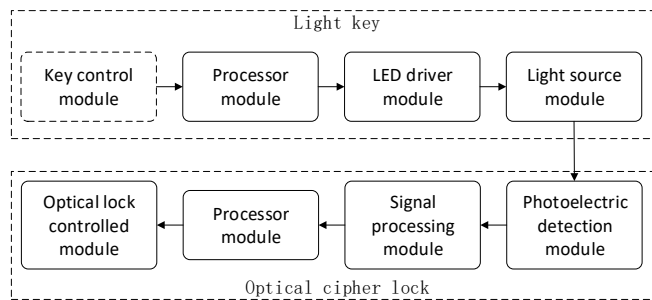 Light key
Key control
module
Processor
module
LED driver
module
Light source
module
Optical lock
controlled
module
Processor
module
Signal
processing
module
Photoelectric
detection
module
Optical cipher lock